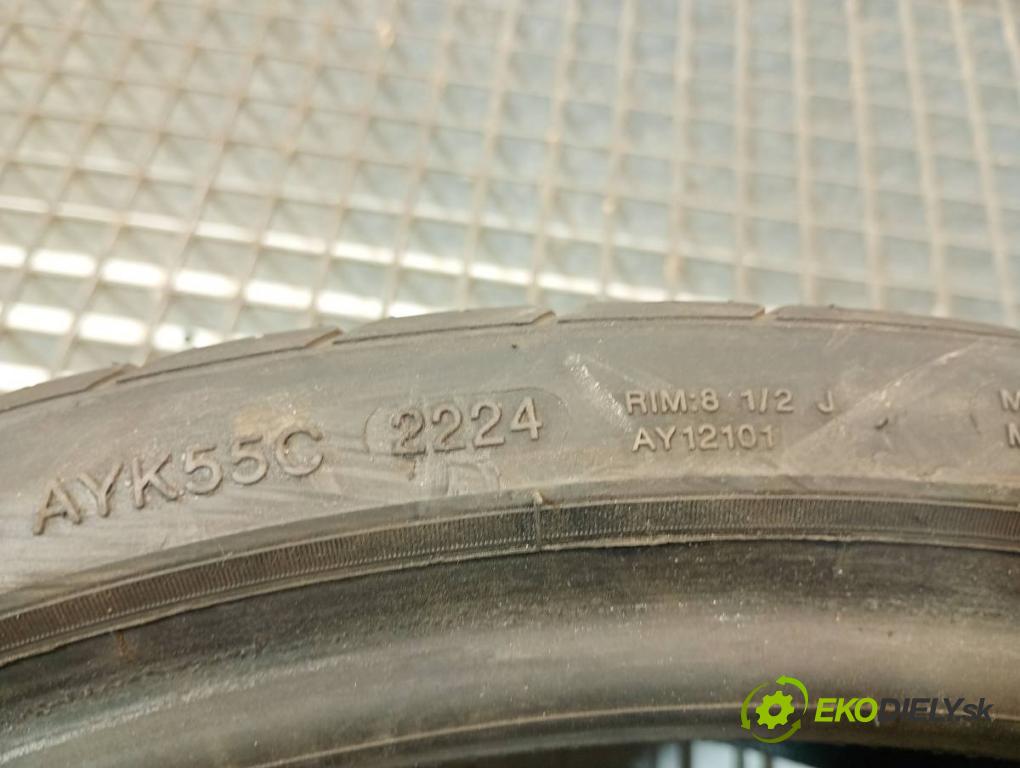 AYK55C 2224
RIM:8 1/2 J
AY12101
M
M
EKODIELY.sk